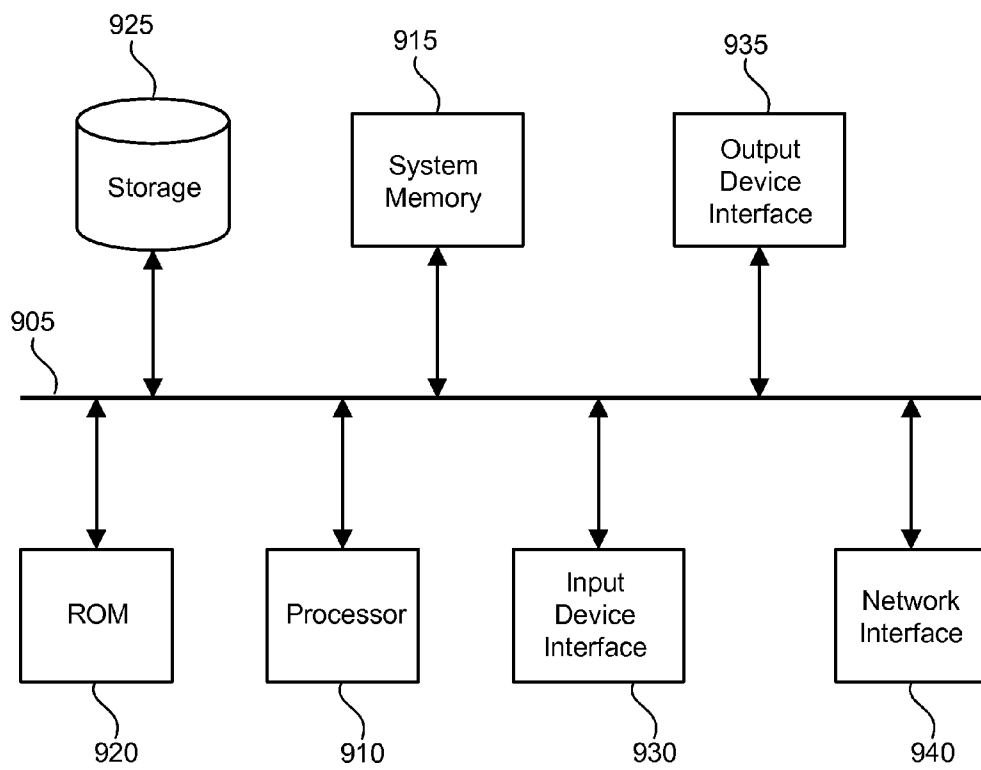 925
915
935
Storage
System
Memory
Output
Device
Interface
905
ROM
Processor
Input
Device
Interface
Network
Interface
920
910
930
940